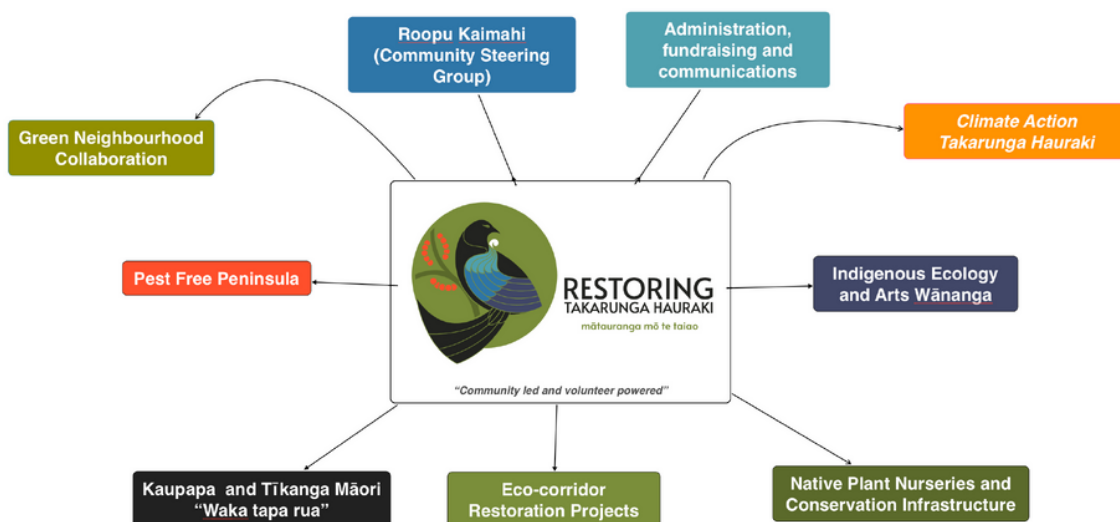 Roopu Kaimahi
(Community Steering
Group)
Administration,
fundraising and
communications
Green Neighbourhood
Collaboration
Climate Action
Takarunga Hauraki
Pest Free Peninsula
RESTORING
TAKARUNGA HAURAKI
mātauranga mō te taiao
"Community led and volunteer powered"
Indigenous Ecology
and Arts Wānanga
Kaupapa and Tīkanga Māori
"Waka tapa rua"
Eco-corridor
Restoration Projects
Native Plant Nurseries and
Conservation Infrastructure